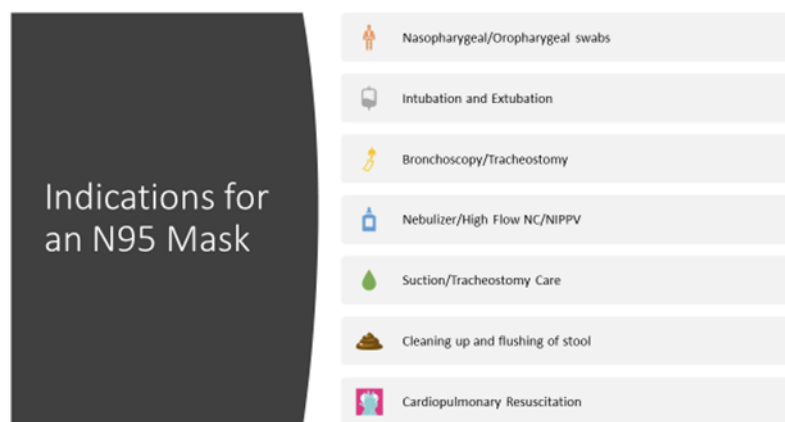 Indications for
an N95 Mask
Nasopharygeal/Oropharygeal swabs
Intubation and Extubation
Bronchoscopy/Tracheostomy
Nebulizer/High Flow NC/NIPPV
Suction/Tracheostomy Care
Cleaning up and flushing of stool
Cardiopulmonary Resuscitation